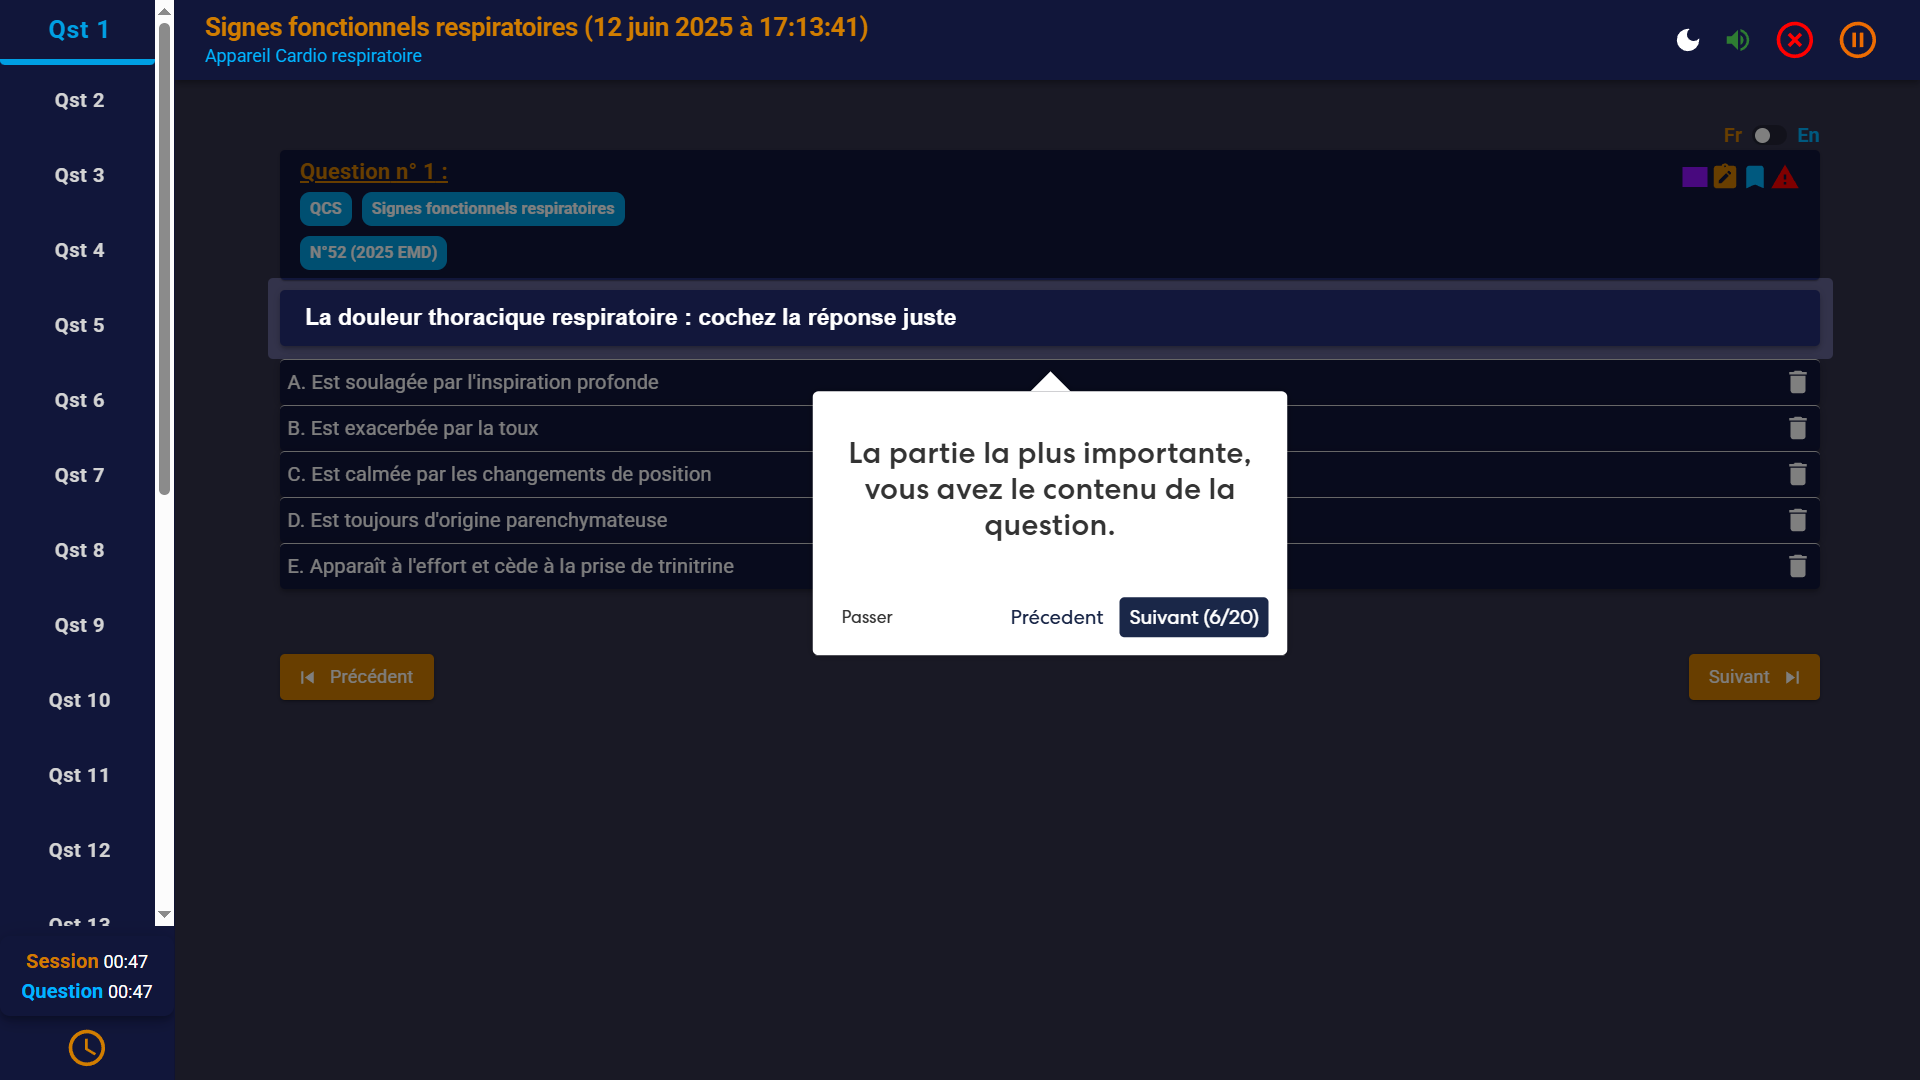 Qst 1
Qst 2
Qst 3
Qst 4
Qst 5
Qst 6
Qst 7
Qst 8
Qst 9
Qst 10
Qst 11
Qst 12
Qst 13
Session 00:47
Question 00:47
Signes fonctionnels respiratoires (12 juin 2025 à 17:13:41)
Appareil Cardio respiratoire
Fr En
Question n° 1 :
QCS Signes fonctionnels respiratoires
N°52 (2025 EMD)
La douleur thoracique respiratoire : cochez la réponse juste
A. Est soulagée par l'inspiration profonde
B. Est exacerbée par la toux
C. Est calmée par les changements de position
D. Est toujours d'origine parenchymateuse
E. Apparaît à l'effort et cède à la prise de trinitrine
La partie la plus importante,
vous avez le contenu de la
question.
Passer Précedent Suivant (6/20)
Précédent Suivant